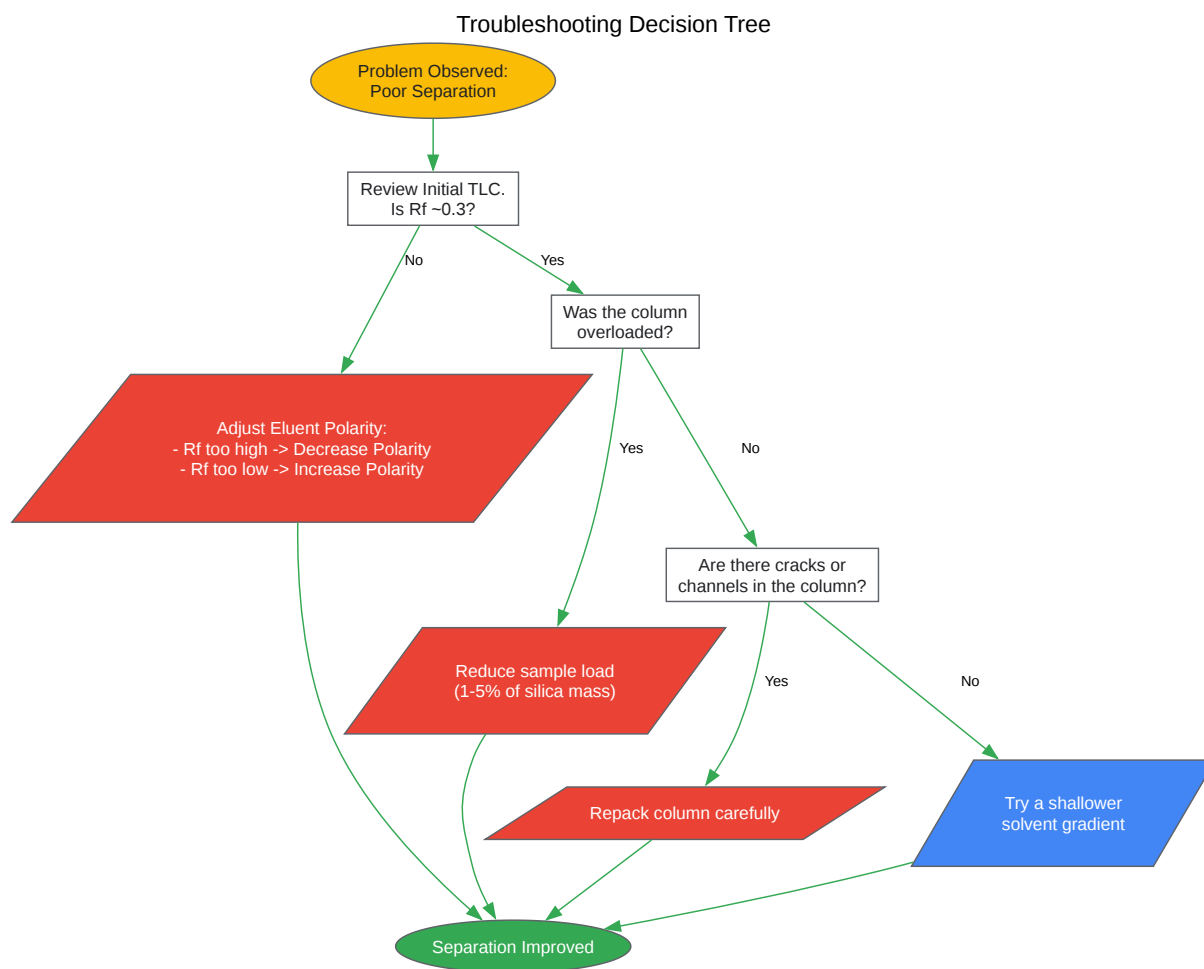 Troubleshooting Decision Tree
Problem Observed:
Poor Separation
Review Initial TLC.
Is Rf ~0.3?
No
Yes
Was the column
overloaded?
Adjust Eluent Polarity:
- Rf too high -> Decrease Polarity
- Rf too low -> Increase Polarity
Yes
No
Are there cracks or
channels in the column?
Reduce sample load
(1-5% of silica mass)
Yes
No
Repack column carefully
Try a shallower
solvent gradient
Separation Improved